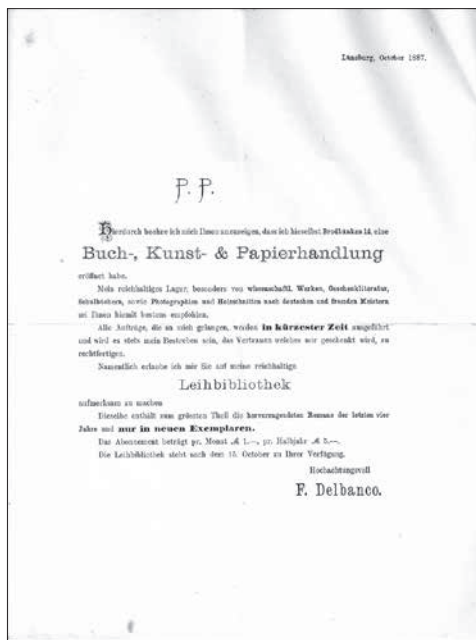 Lüneburg, October 1887.
P. P.
Hierdurch beehre ich mich Ihnen anzuzeigen, dass ich hieselbst Brodbänken 14, eine
Buch-, Kunst- & Papierhandlung
eröffnet habe.
Mein reichhaltiges Lager, besonders von wissenschaftl. Werken, Geschenkliteratur,
Schulbüchern, sowie Photographien und Holzschnitten nach deutschen und fremden Meistern
sei Ihnen hiemit bestens empfohlen.
Alle Aufträge, die an mich gelangen, werden in kürzester Zeit ausgeführt
und wird es stets mein Bestreben sein, das Vertrauen welches mir geschenkt wird, zu
rechtfertigen.
Namentlich erlaube ich mir Sie auf meine reichhaltige
Leihbibliothek
aufmerksam zu machen
Dieselbe enthält zum grössten Theil die hervorragendsten Romane der letzten vier
Jahre und nur in neuen Exemplaren.
Das Abonnement beträgt pr. Monat ℳ 1.—, pr. Halbjahr ℳ 5.—.
Die Leihbibliothek steht nach dem 15. October zu Ihrer Verfügung.
Hochachtungsvoll
F. Delbanco.